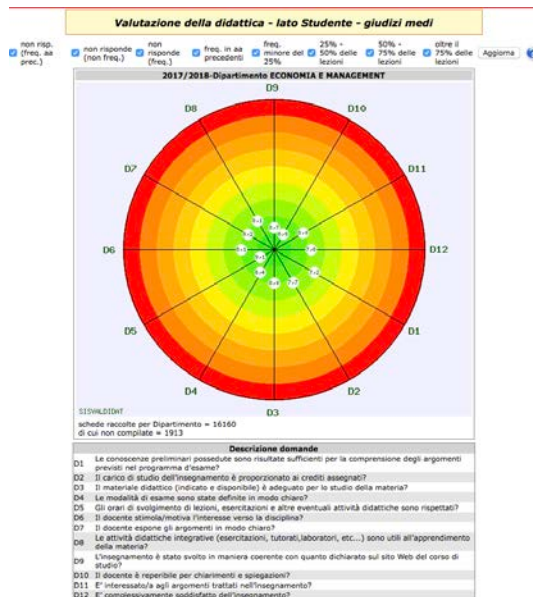 Valutazione della didattica - lato Studente - giudizi medi
non risp. (freq. aa prec.)
non risponde (non freq.)
non risponde (freq.)
freq. in aa precedenti
freq. minore del 25%
25% - 50% delle lezioni
50% - 75% delle lezioni
oltre il 75% delle lezioni
Aggiorna
2017/2018-Dipartimento ECONOMIA E MANAGEMENT
D9
D8
D10
D7
D11
D6
D12
D5
D1
D4
D2
D3
SISVALDIDAT
schede raccolte per Dipartimento = 16160
di cui non compilate = 1913
Descrizione domande
D1 Le conoscenze preliminari possedute sono risultate sufficienti per la comprensione degli argomenti
previsti nel programma d'esame?
D2 Il carico di studio dell'insegnamento è proporzionato ai crediti assegnati?
D3 Il materiale didattico (indicato e disponibile) è adeguato per lo studio della materia?
D4 Le modalità di esame sono state definite in modo chiaro?
D5 Gli orari di svolgimento di lezioni, esercitazioni e altre eventuali attività didattiche sono rispettati?
D6 Il docente stimola/motiva l'interesse verso la disciplina?
D7 Il docente espone gli argomenti in modo chiaro?
D8 Le attività didattiche integrative (esercitazioni, tutorati,laboratori, etc...) sono utili all'apprendimento
della materia?
D9 L'insegnamento è stato svolto in maniera coerente con quanto dichiarato sul sito Web del corso di
studio?
D10 Il docente è reperibile per chiarimenti e spiegazioni?
D11 E' interessato/a agli argomenti trattati nell'insegnamento?
D12 E' complessivamente soddisfatto dell'insegnamento?